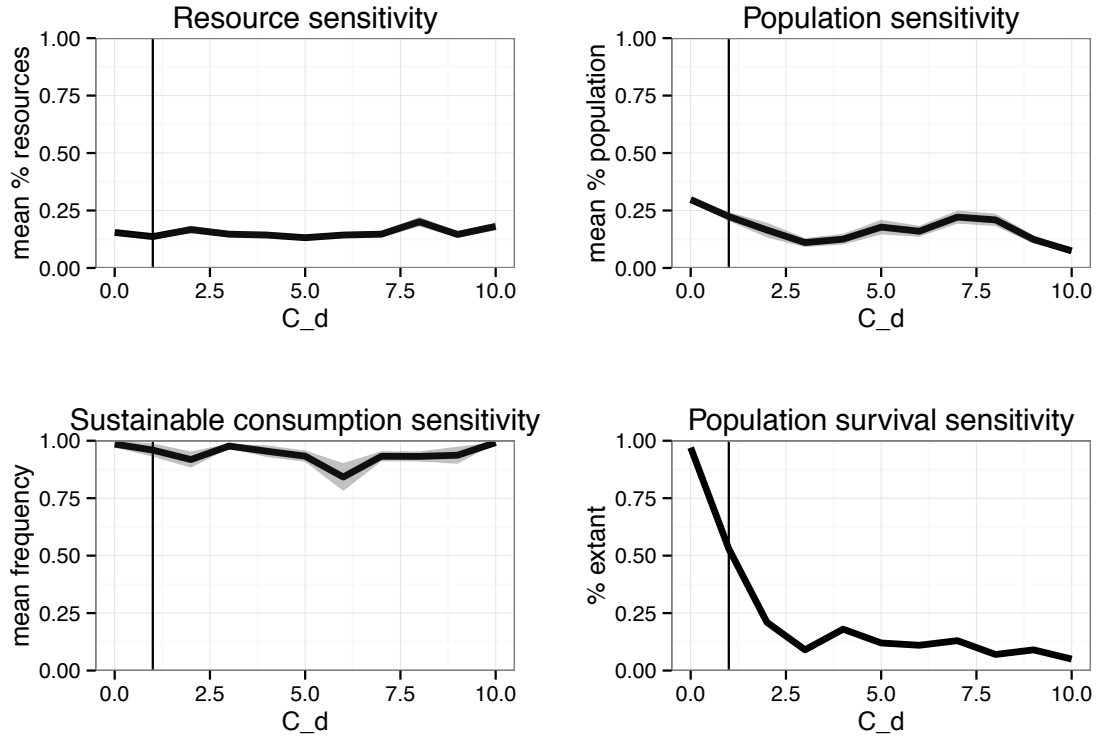 Resource sensitivity
mean % resources
1.00
0.75
0.50
0.25
0.00
0.0 2.5 5.0 7.5 10.0
C_d
Population sensitivity
mean % population
1.00
0.75
0.50
0.25
0.00
0.0 2.5 5.0 7.5 10.0
C_d
Sustainable consumption sensitivity
mean frequency
1.00
0.75
0.50
0.25
0.00
0.0 2.5 5.0 7.5 10.0
C_d
Population survival sensitivity
% extant
1.00
0.75
0.50
0.25
0.00
0.0 2.5 5.0 7.5 10.0
C_d